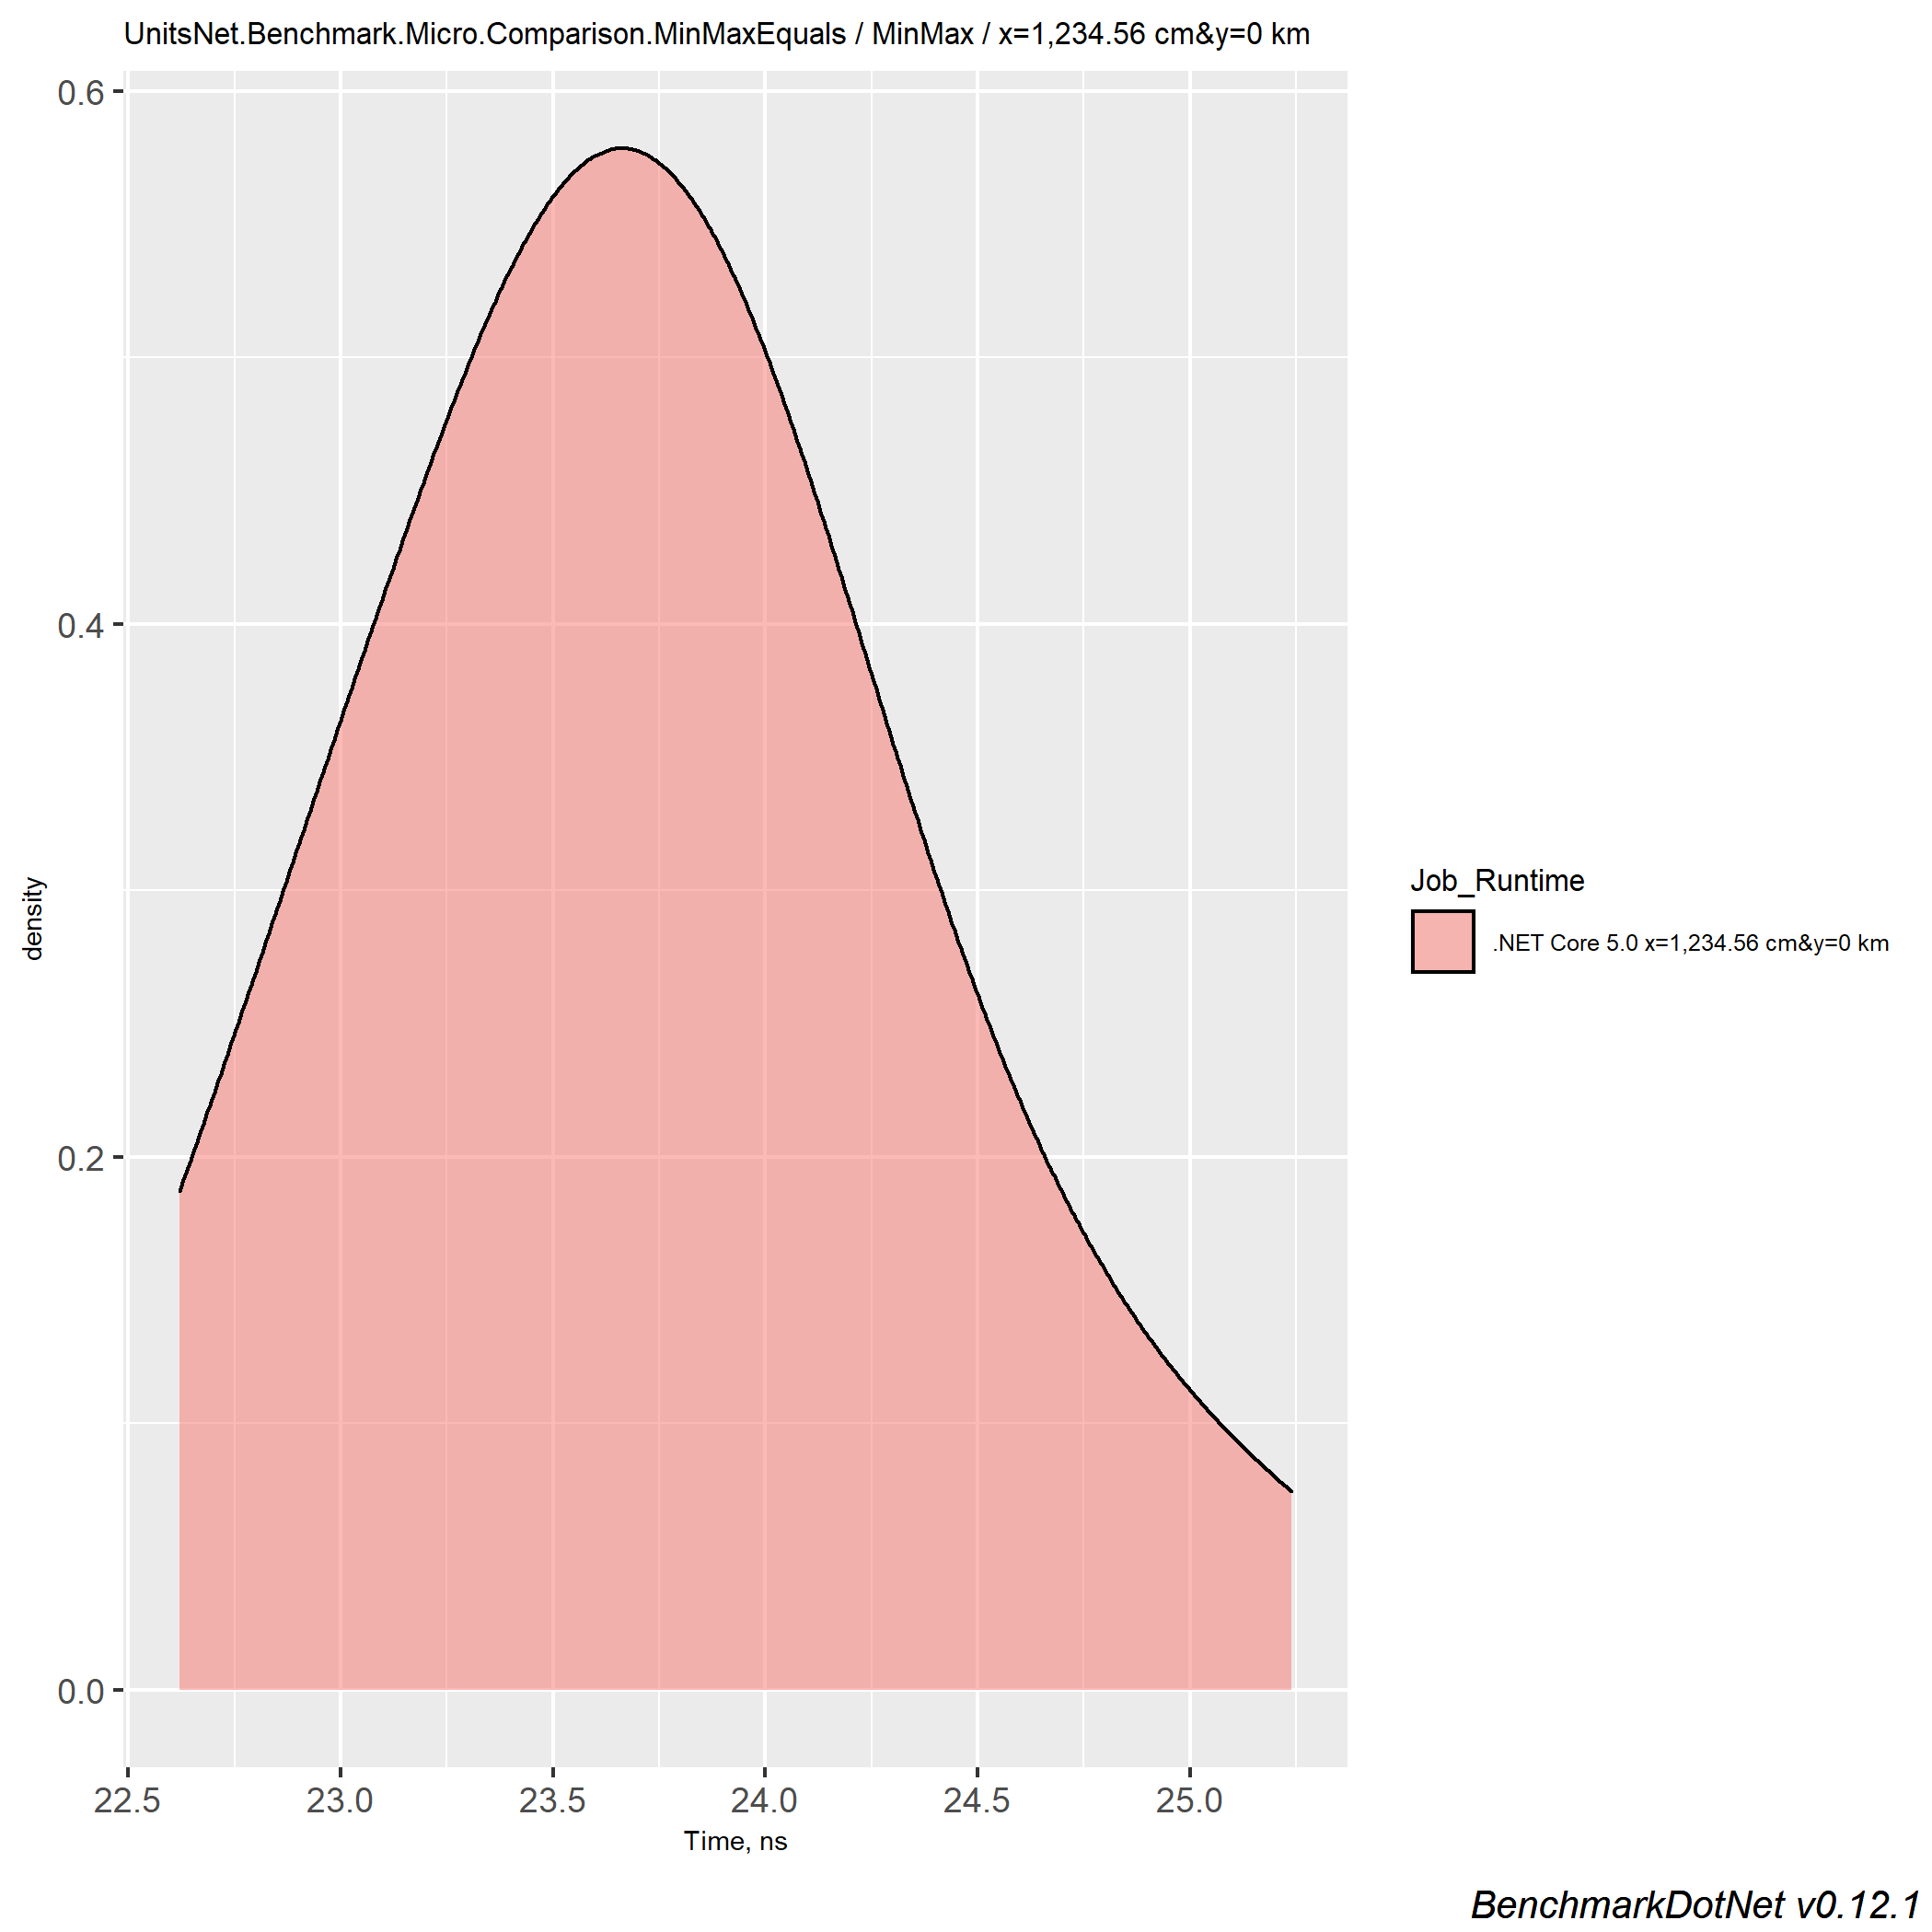 UnitsNet.Benchmark.Micro.Comparison.MinMaxEquals / MinMax / x=1,234.56 cm&y=0 km
0.6
0.4
0.2
0.0
density
22.5 23.0 23.5 24.0 24.5 25.0
Time, ns
Job_Runtime
.NET Core 5.0 x=1,234.56 cm&y=0 km
BenchmarkDotNet v0.12.1